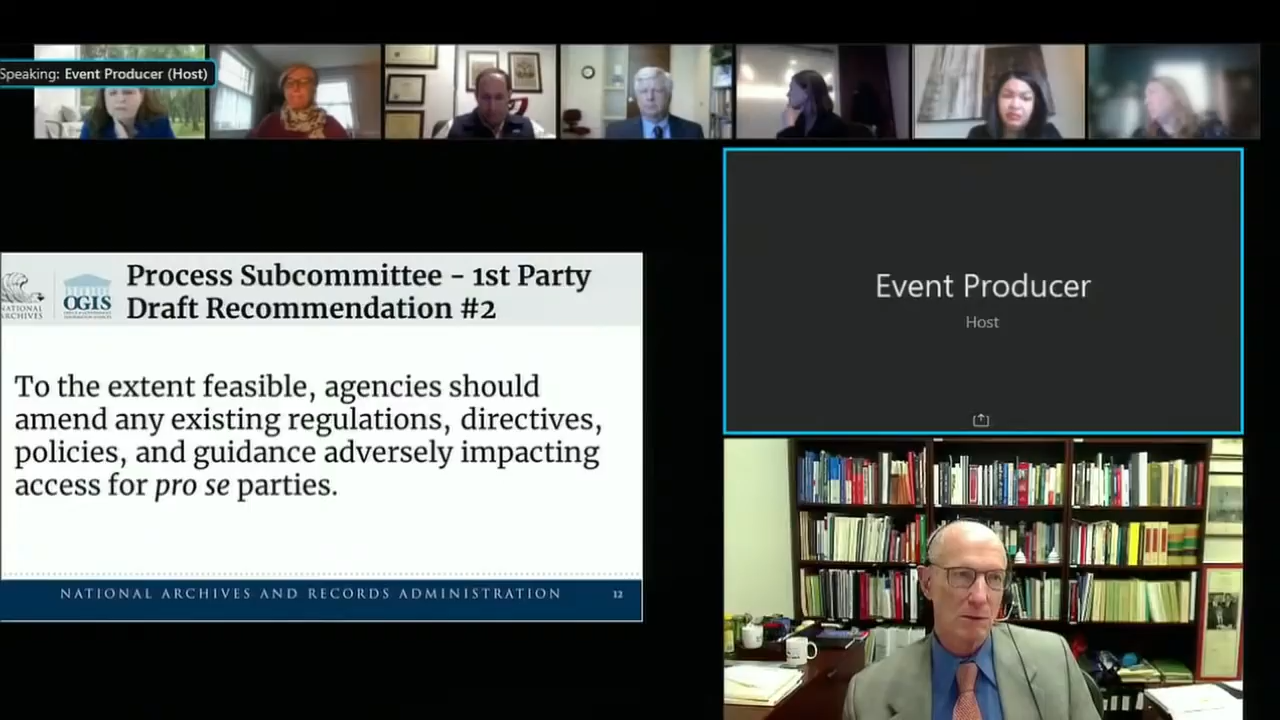 Speaking: Event Producer (Host)
Event Producer
Host
NATIONAL
ARCHIVES
OGIS
Process Subcommittee - 1st Party
Draft Recommendation #2
To the extent feasible, agencies should
amend any existing regulations, directives,
policies, and guidance adversely impacting
access for pro se parties.
NATIONAL ARCHIVES AND RECORDS ADMINISTRATION
12